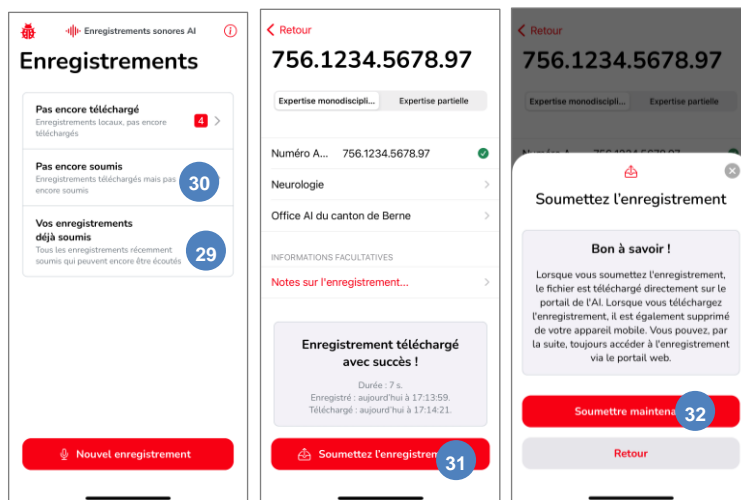 Enregistrements sonores AI
Enregistrements
Pas encore téléchargé
Enregistrements locaux, pas encore
téléchargés
4
Pas encore soumis
Enregistrements téléchargés mais pas
encore soumis
30
Vos enregistrements
déjà soumis
Tous les enregistrements récemment
soumis qui peuvent encore être écoutés
29
Nouvel enregistrement
Retour
756.1234.5678.97
Expertise monodiscipli...
Expertise partielle
Numéro A... 756.1234.5678.97
Neurologie
Office AI du canton de Berne
INFORMATIONS FACULTATIVES
Notes sur l'enregistrement...
Enregistrement téléchargé
avec succès !
Durée : 7 s.
Enregistré : aujourd'hui à 17:13:59.
Téléchargé : aujourd'hui à 17:14:21.
Soumettez l'enregistrem
31
Retour
756.1234.5678.97
Expertise monodiscipli...
Expertise partielle
Numéro A... 756.1234.5678.97
Soumettez l'enregistrement
Bon à savoir !
Lorsque vous soumettez l'enregistrement,
le fichier est téléchargé directement sur le
portail de l'AI. Lorsque vous téléchargez
l'enregistrement, il est également supprimé
de votre appareil mobile. Vous pouvez, par
la suite, toujours accéder à l'enregistrement
via le portail web.
Soumettre maintena
32
Retour